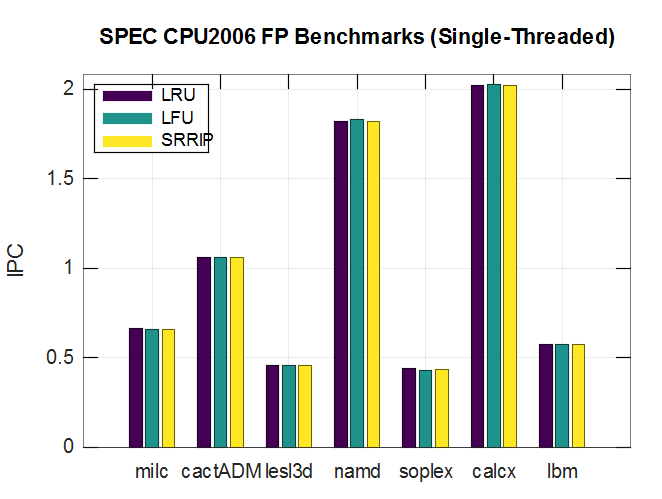 SPEC CPU2006 FP Benchmarks (Single-Threaded)
LRU
LFU
SRRIP
2
1.5
1
0.5
0
IPC
milc cactADM lesl3d namd soplex calcx lbm